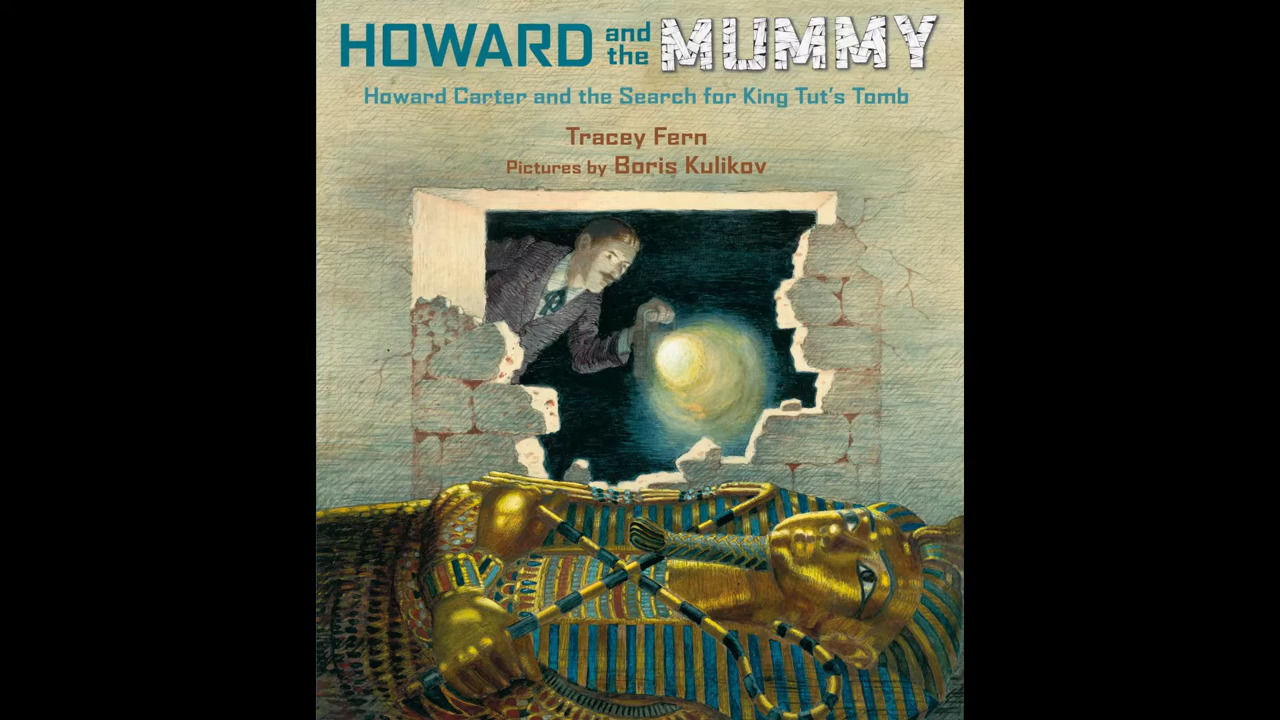 HOWARD and the MUMMY
Howard Carter and the Search for King Tut's Tomb
Tracey Fern
Pictures by Boris Kulikov